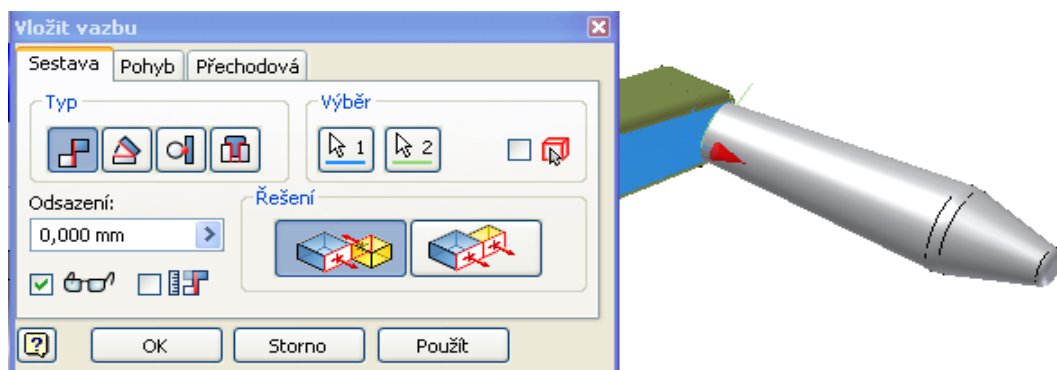 Vložit vazbu
Sestava Pohyb Přechodová
Typ Výběr
1 2
Odsazení: Řešení
0,000 mm
OK Storno Použít